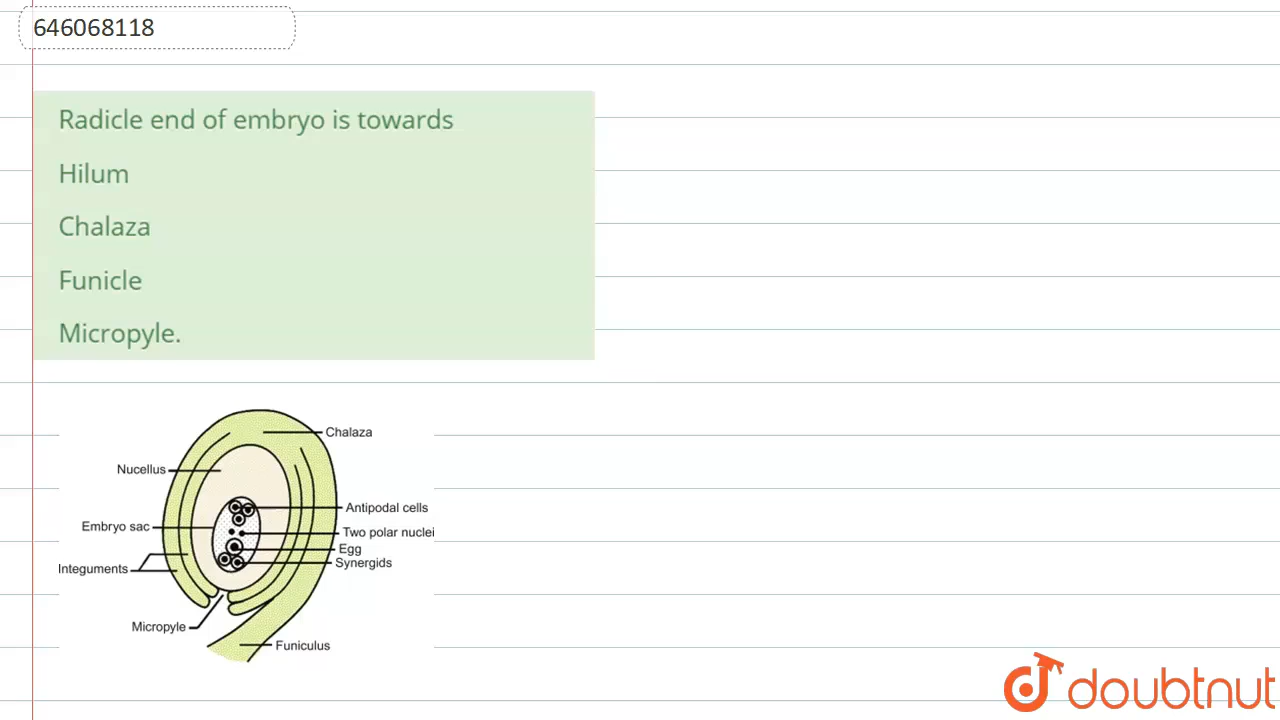 646068118
Radicle end of embryo is towards
Hilum
Chalaza
Funicle
Micropyle.
Chalaza
Nucellus
Antipodal cells
Embryo sac
Two polar nuclei
Egg
Synergids
Integuments
Micropyle
Funiculus
doubtnut